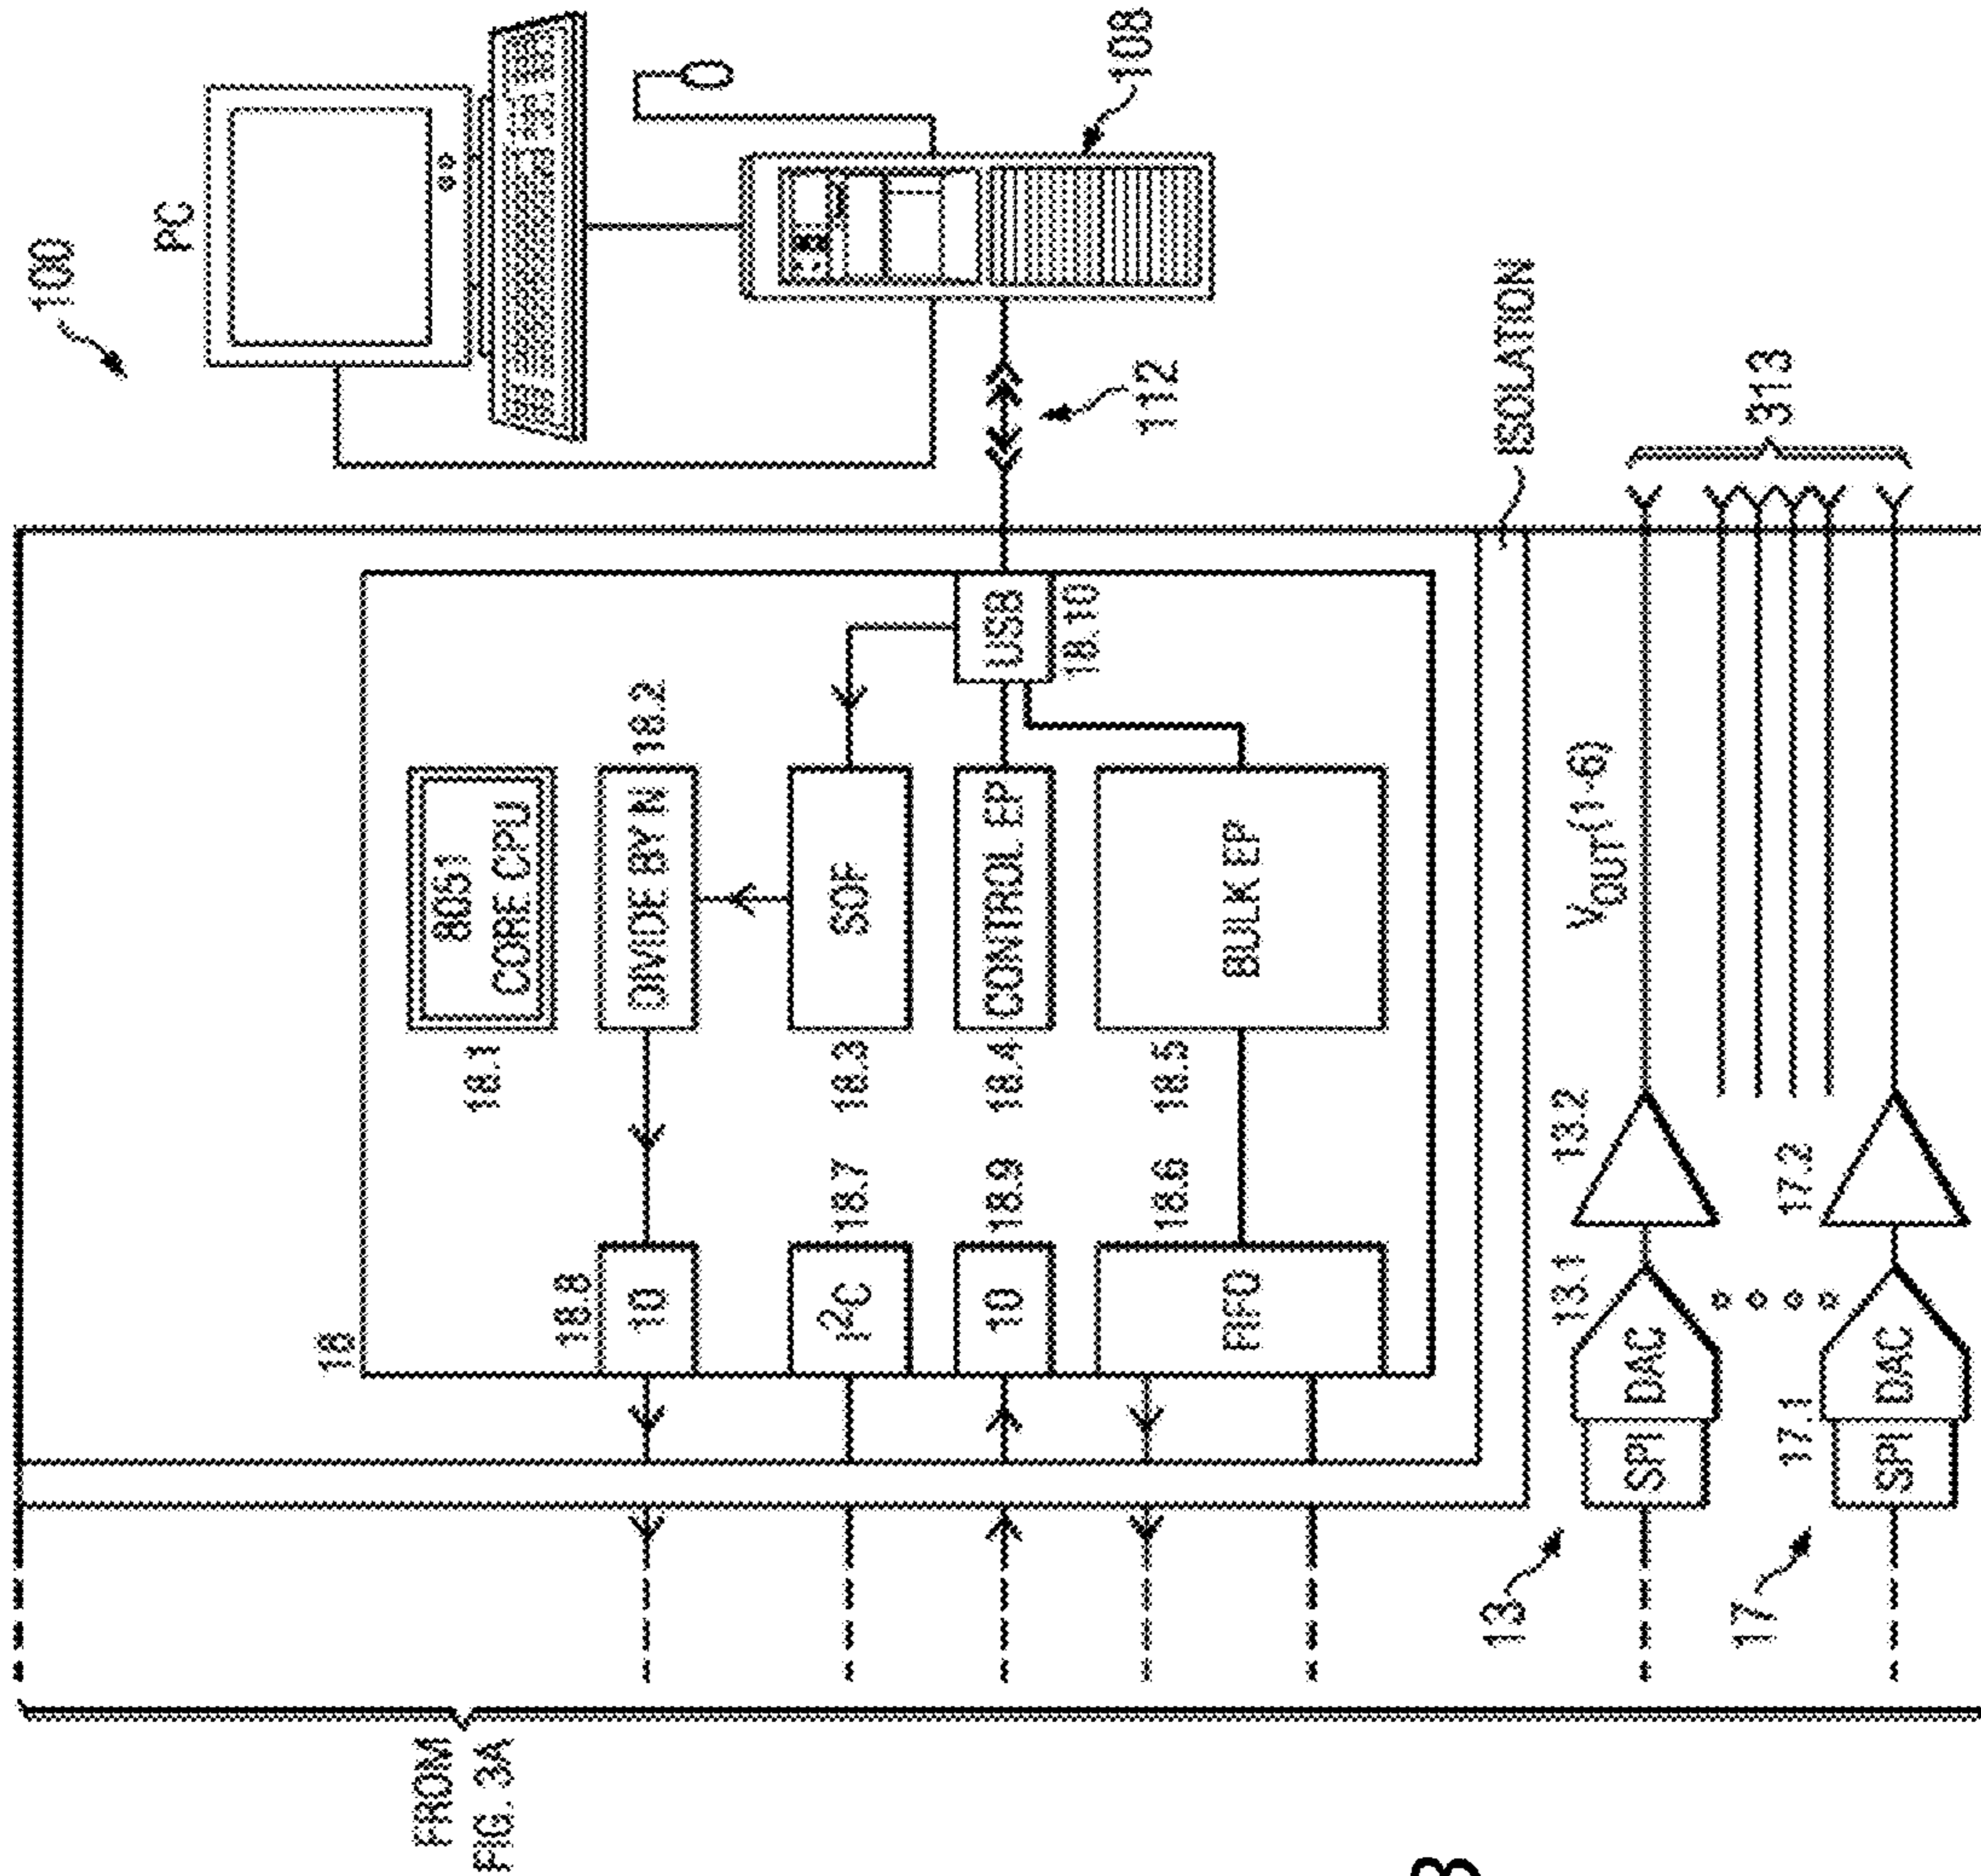 100
PC
108
112
FROM
FIG. 3A
18
8051
CORE CPU
18.1
18.8
10
DIVIDE BY N
18.2
I2C
18.7
SOF
18.3
10
18.9
CONTROL EP
18.4
USB
18.10
FIFO
18.6
BULK EP
18.5
ISOLATION
13
SPI
DAC
13.1
13.2
VOUT(1-6)
313
17
SPI
DAC
17.1
17.2